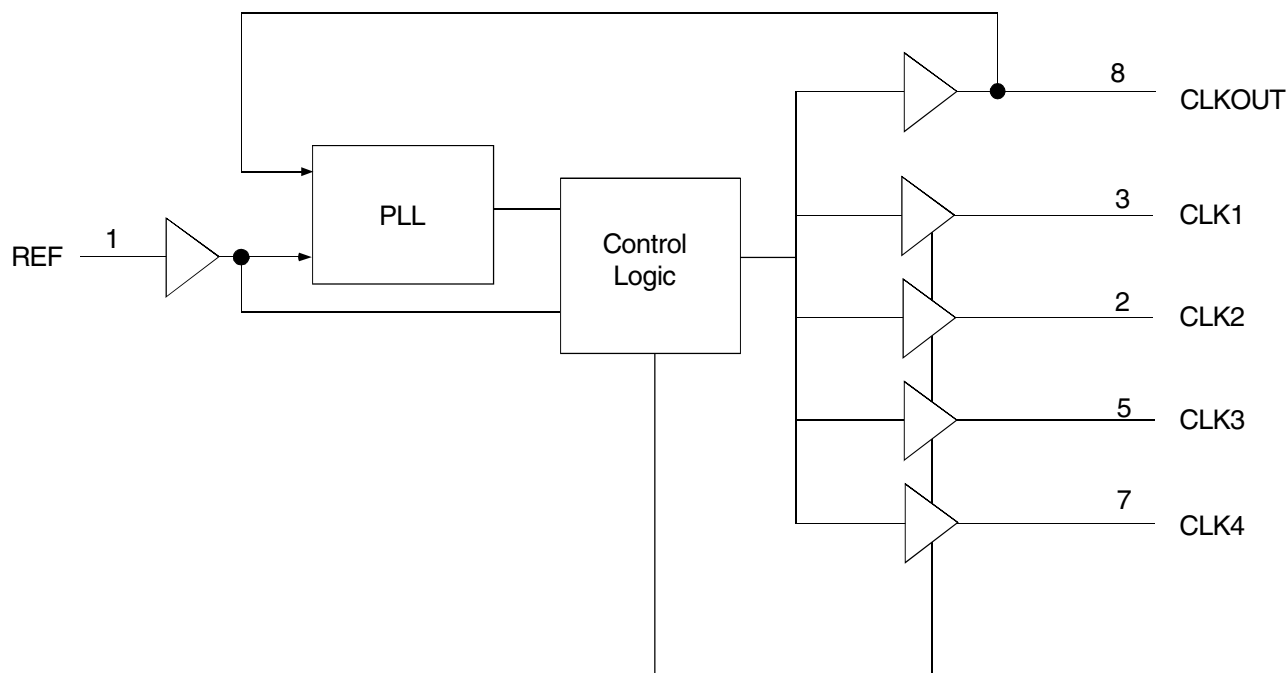 8
CLKOUT
PLL
3
CLK1
REF
1
Control
Logic
2
CLK2
5
CLK3
7
CLK4